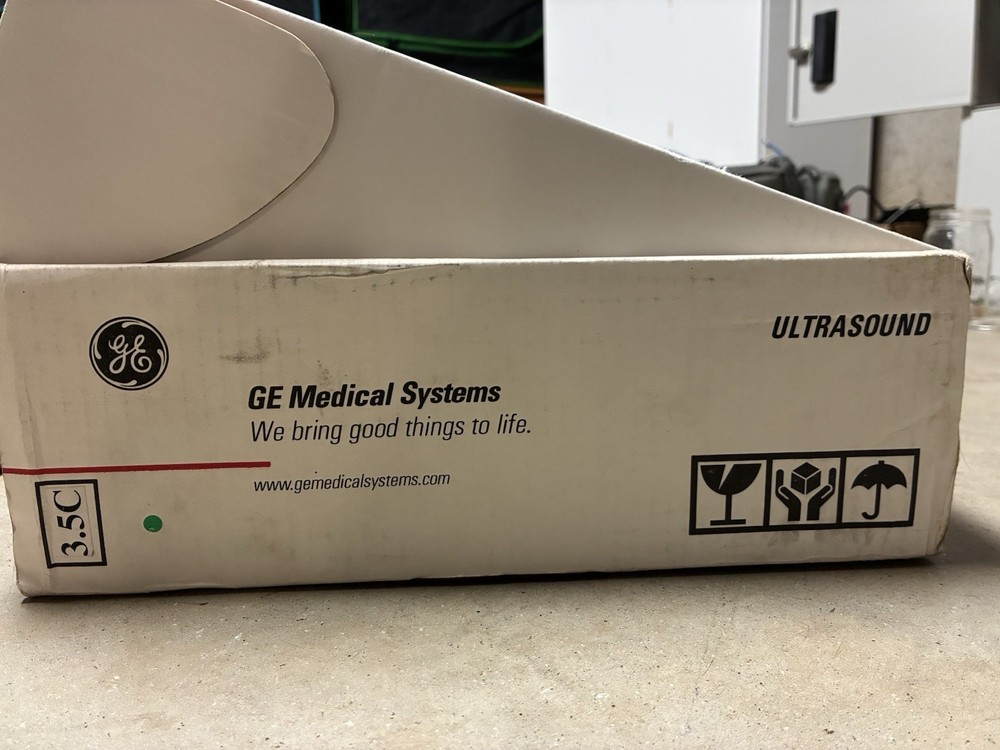 GE
ULTRASOUND
GE Medical Systems
We bring good things to life.
www.gemedicalsystems.com
3.5C